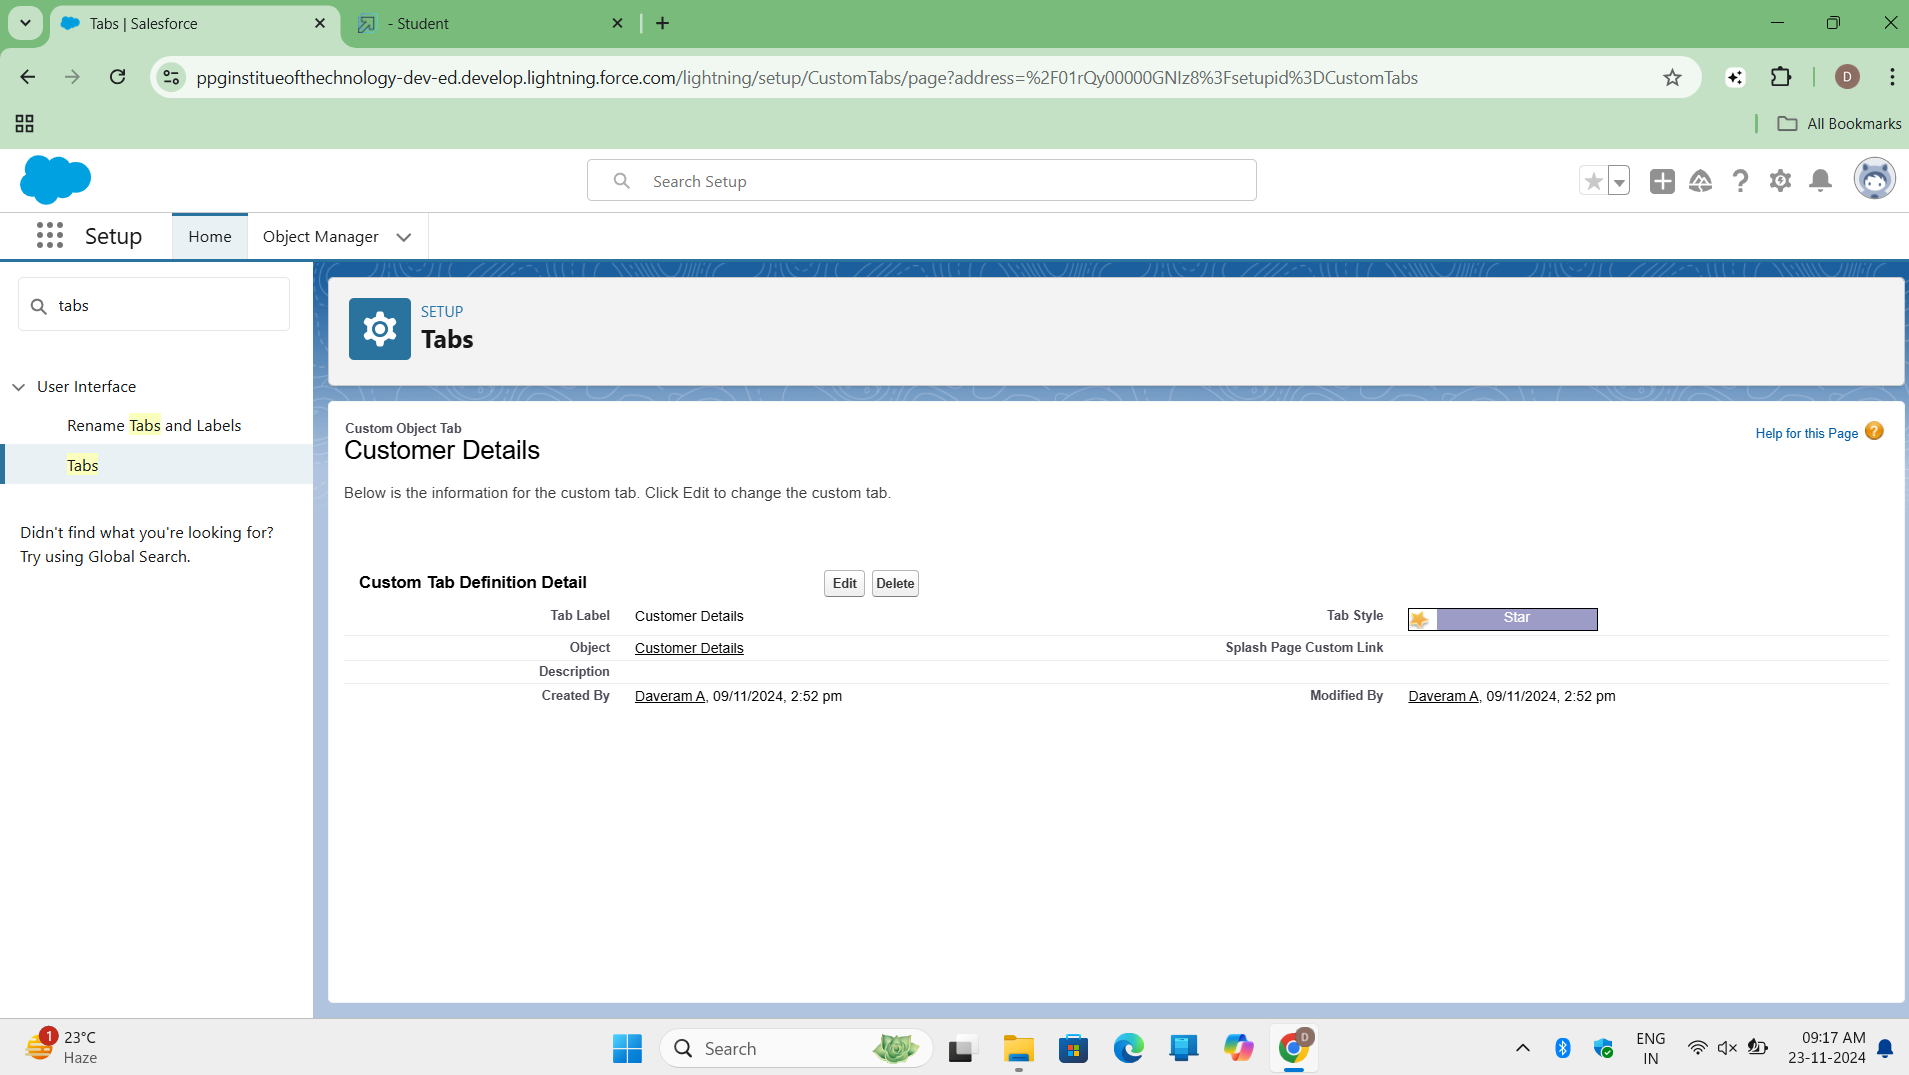 Tabs | Salesforce
- Student
ppginstitueofthechnology-dev-ed.develop.lightning.force.com/lightning/setup/CustomTabs/page?address=%2F01rQy00000GNIz8%3Fsetupid%3DCustomTabs
D
All Bookmarks
Search Setup
Setup
Home
Object Manager
tabs
SETUP
Tabs
User Interface
Rename Tabs and Labels
Tabs
Didn't find what you're looking for?
Try using Global Search.
Custom Object Tab
Customer Details
Help for this Page
Below is the information for the custom tab. Click Edit to change the custom tab.
Custom Tab Definition Detail
Edit
Delete
Tab Label Customer Details
Tab Style Star
Object Customer Details
Splash Page Custom Link
Description
Created By Daveram A, 09/11/2024, 2:52 pm
Modified By Daveram A, 09/11/2024, 2:52 pm
1
23°C
Haze
Search
D
ENG
IN
09:17 AM
23-11-2024